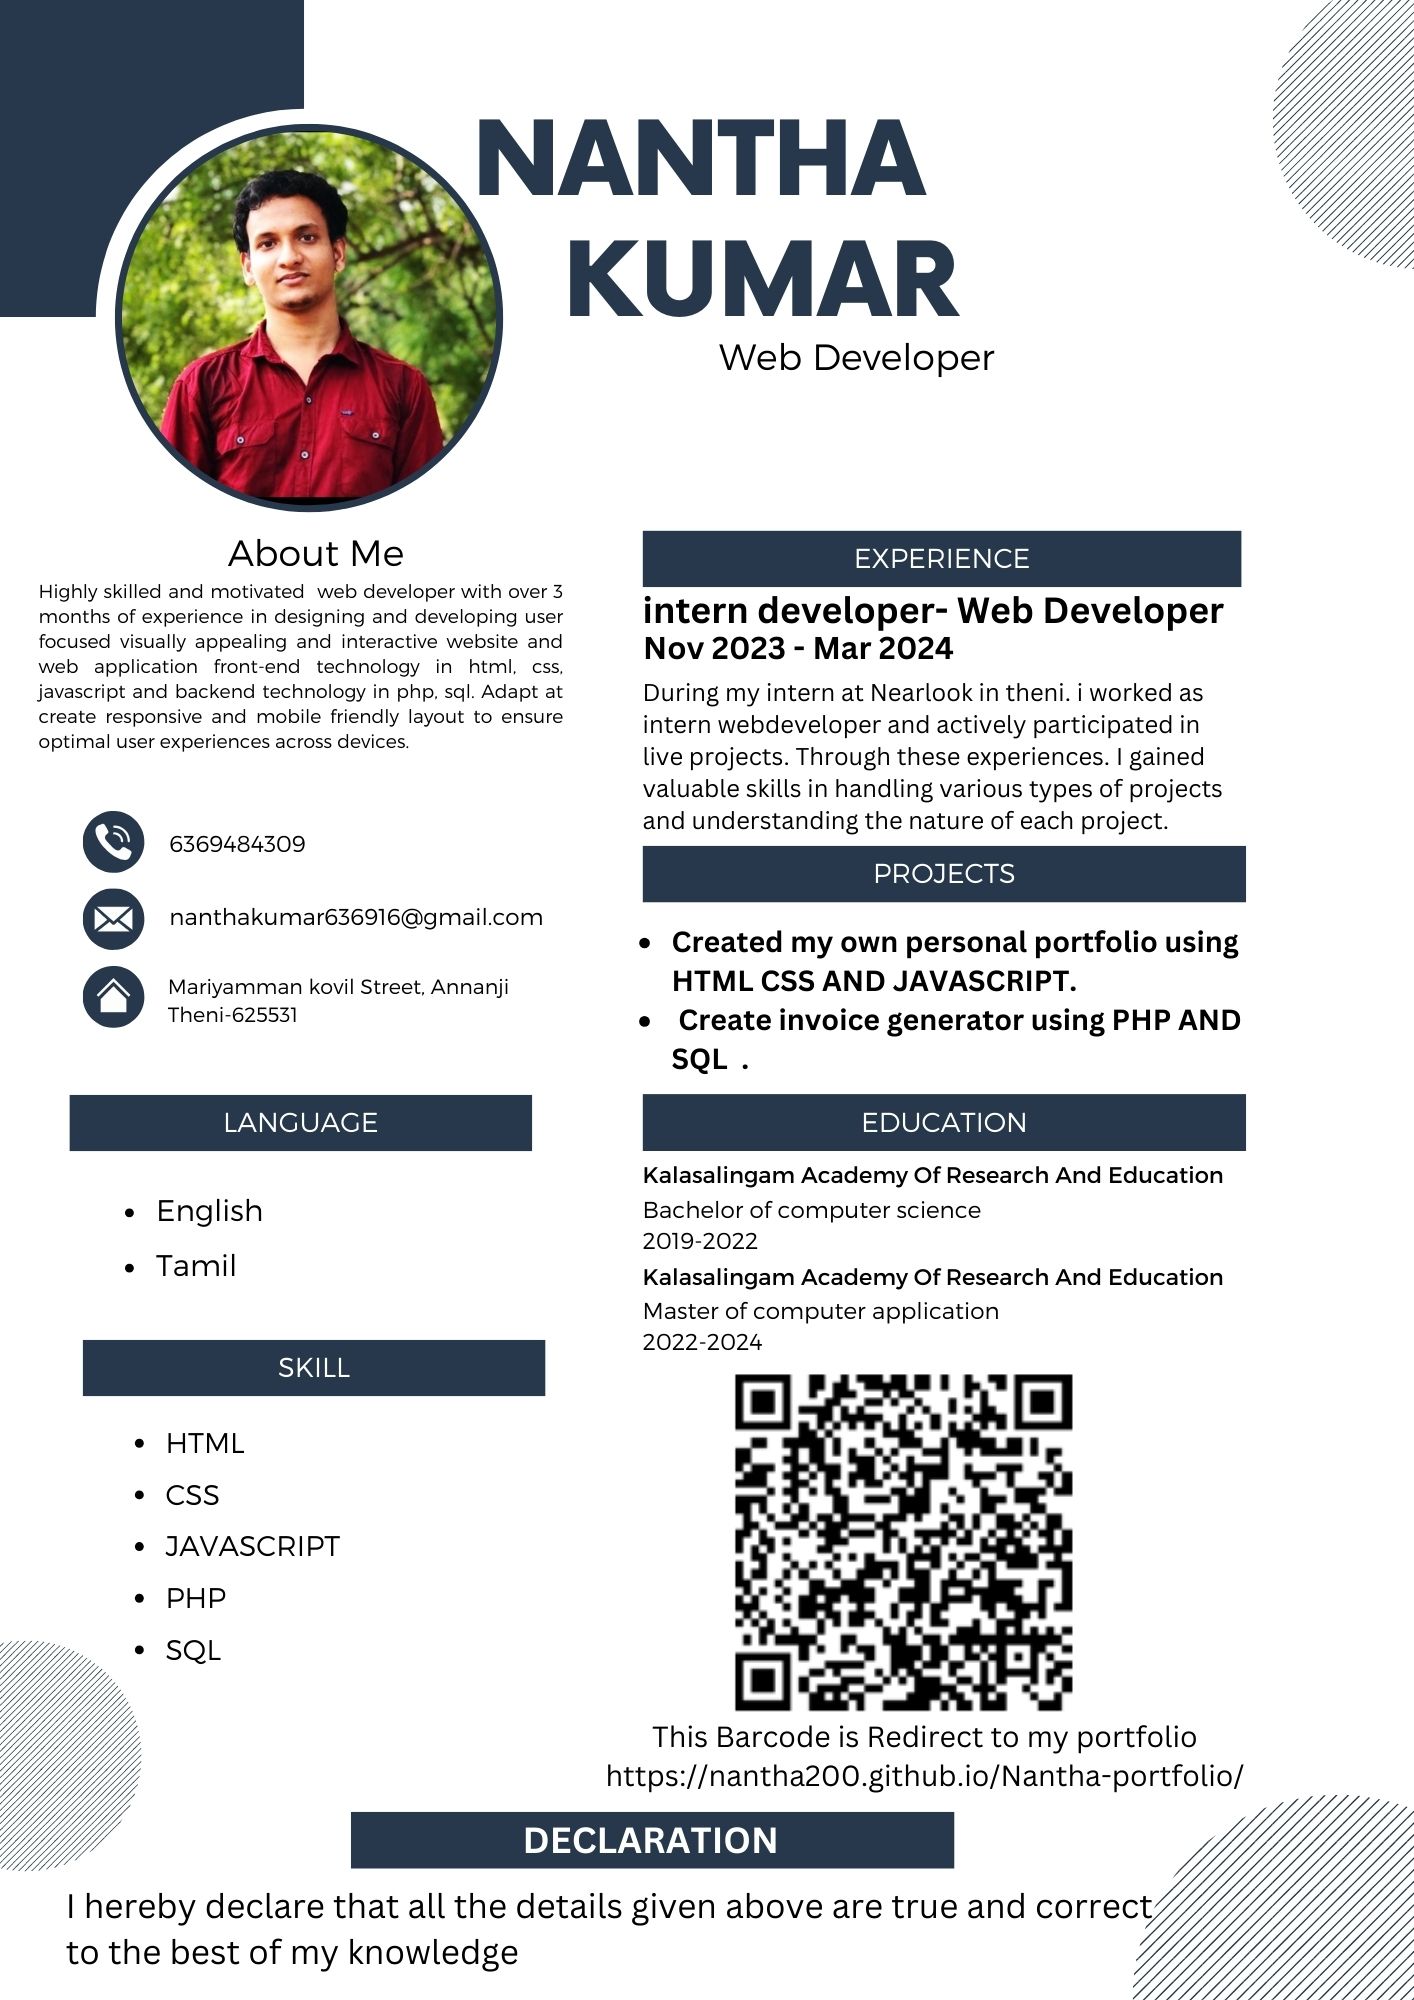 NANTHA
KUMAR
Web Developer
About Me
Highly skilled and motivated  web developer with over 3
months of experience in designing and developing user
focused visually appealing and interactive website and
web application front-end technology in html, css,
javascript and backend technology in php, sql. Adapt at
create responsive and mobile friendly layout to ensure
optimal user experiences across devices.
6369484309
nanthakumar636916@gmail.com
Mariyamman kovil Street, Annanji
Theni-625531
LANGUAGE
• English
• Tamil
SKILL
• HTML
• CSS
• JAVASCRIPT
• PHP
• SQL
EXPERIENCE
intern developer- Web Developer
Nov 2023 - Mar 2024
During my intern at Nearlook in theni. i worked as
intern webdeveloper and actively participated in
live projects. Through these experiences. I gained
valuable skills in handling various types of projects
and understanding the nature of each project.
PROJECTS
• Created my own personal portfolio using
HTML CSS AND JAVASCRIPT.
• Create invoice generator using PHP AND
SQL  .
EDUCATION
Kalasalingam Academy Of Research And Education
Bachelor of computer science
2019-2022
Kalasalingam Academy Of Research And Education
Master of computer application
2022-2024
This Barcode is Redirect to my portfolio
https://nantha200.github.io/Nantha-portfolio/
DECLARATION
I hereby declare that all the details given above are true and correct
to the best of my knowledge